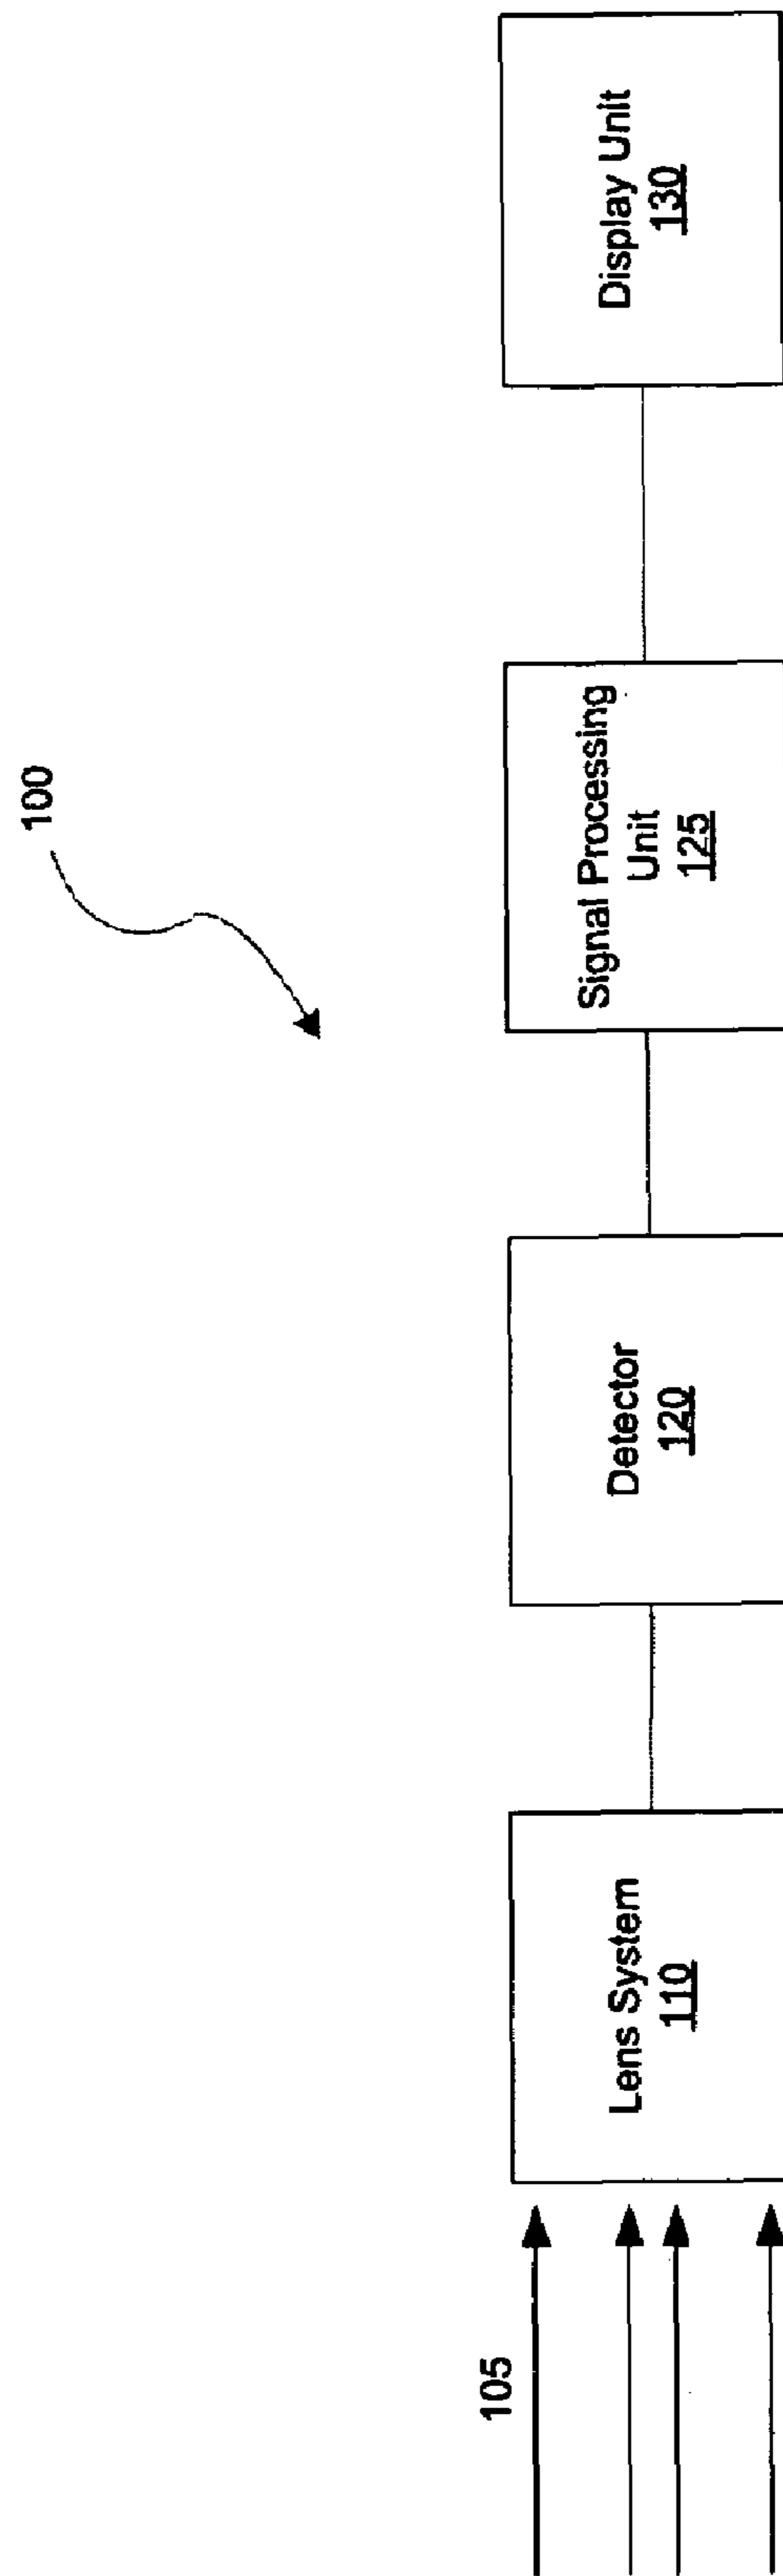 100
105
Lens System
110
Detector
120
Signal Processing
Unit
125
Display Unit
130